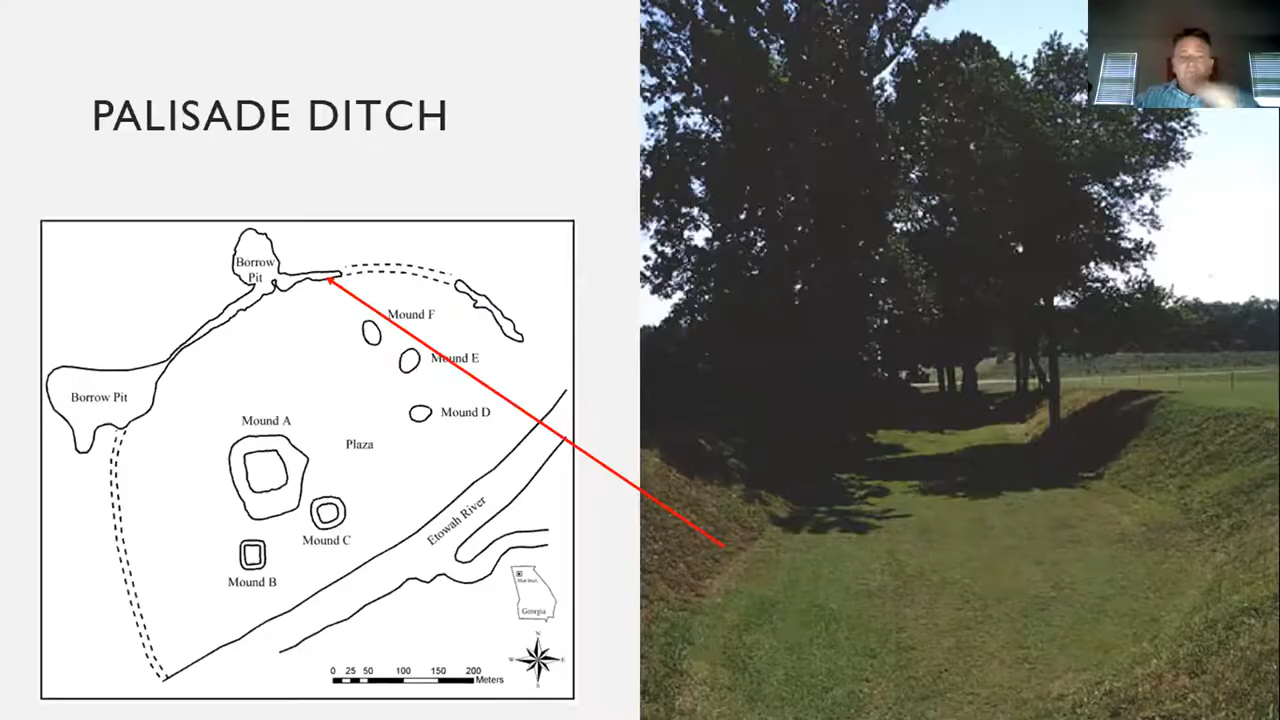 PALISADE DITCH
Borrow
Pit
Mound F
Mound E
Borrow Pit
Mound D
Mound A
Plaza
Etowah River
Mound C
Mound B
Georgia
N
W
E
S
0 25 50 100 150 200
Meters